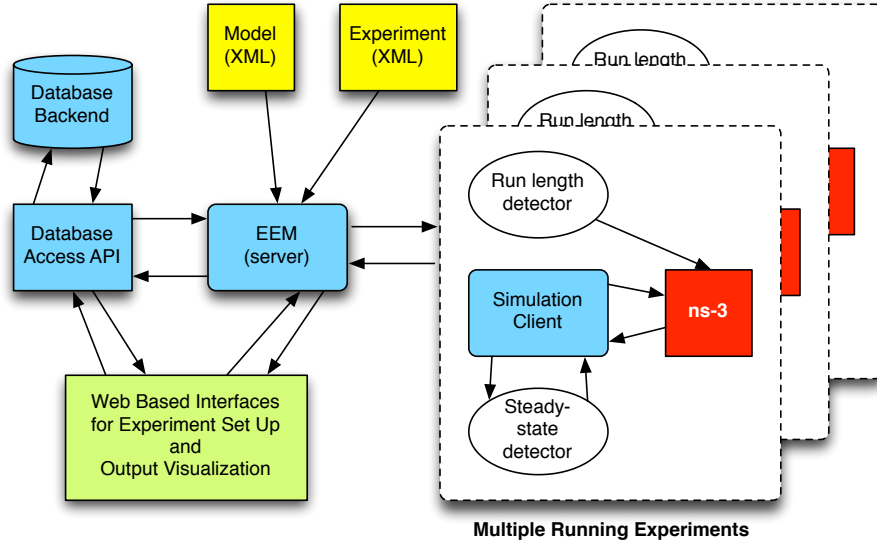 Model
(XML)
Experiment
(XML)
Database
Backend
Run length
Run length
Run length
detector
Database
Access API
EEM
(server)
Simulation
Client
ns-3
Web Based Interfaces
for Experiment Set Up
and
Output Visualization
Steady-
state
detector
Multiple Running Experiments